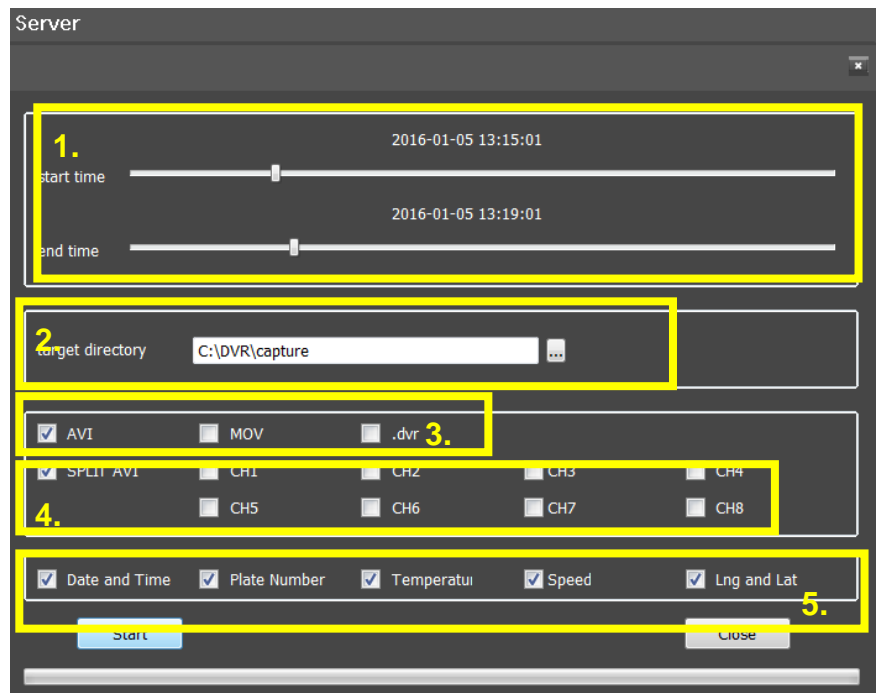 Server
1.
2016-01-05 13:15:01
start time
2016-01-05 13:19:01
end time
2.
target directory C:\DVR\capture ...
AVI MOV .dvr 3.
SPLIT AVI CH1 CH2 CH3 CH4
4. CH5 CH6 CH7 CH8
Date and Time Plate Number Temperatur Speed Lng and Lat
5.
Start Close